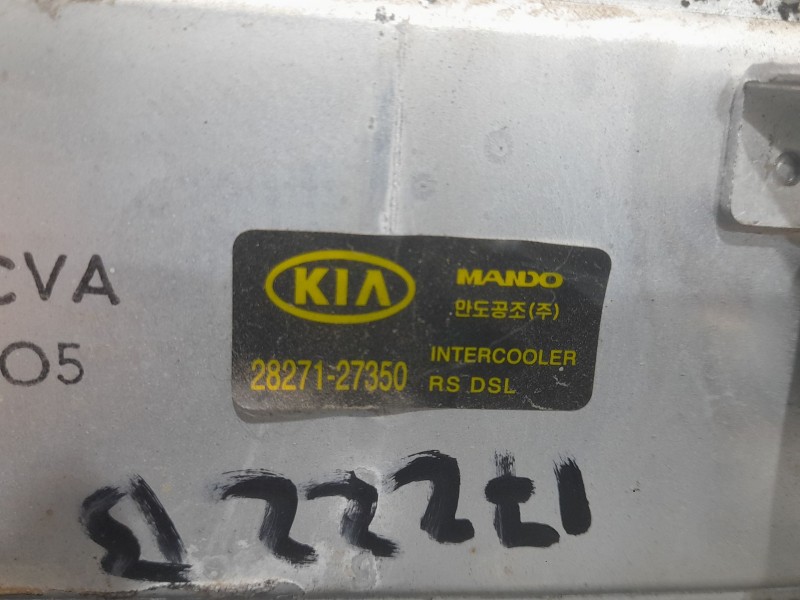 CVA
05
KIA
MANDO
만도공조(주)
28271-27350
INTERCOOLER
RS DSL